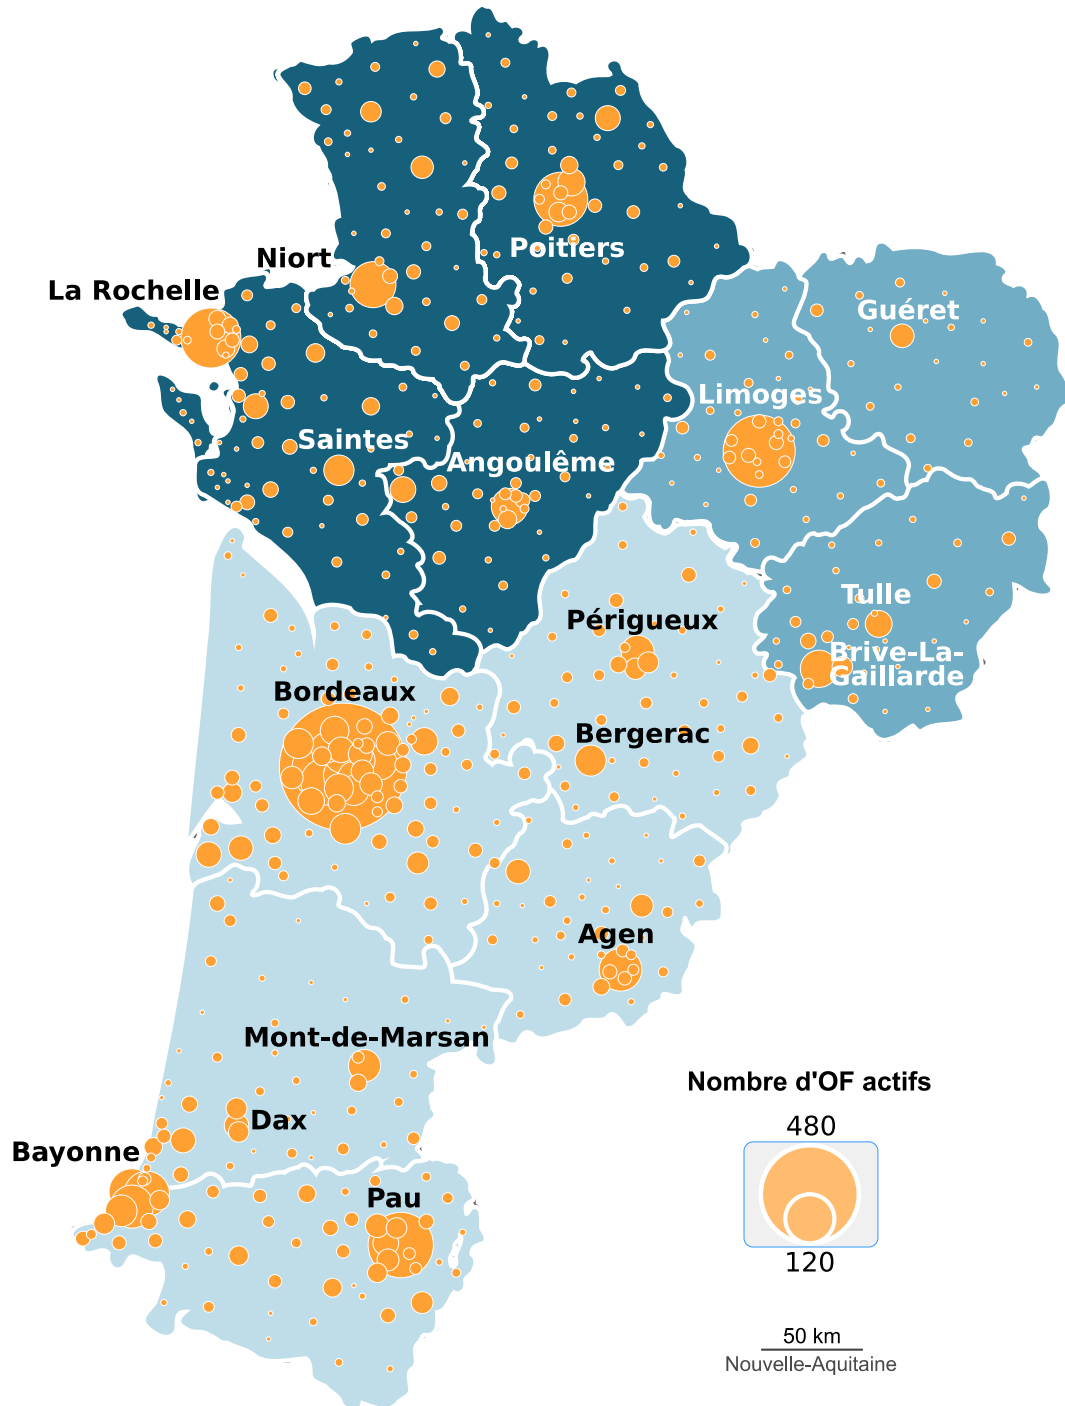 Niort
Poitiers
La Rochelle
Guéret
Limoges
Saintes
Angoulême
Tulle
Périgueux
Brive-La-
Gaillarde
Bordeaux
Bergerac
Agen
Mont-de-Marsan
Dax
Bayonne
Pau
Nombre d'OF actifs
480
120
50 km
Nouvelle-Aquitaine